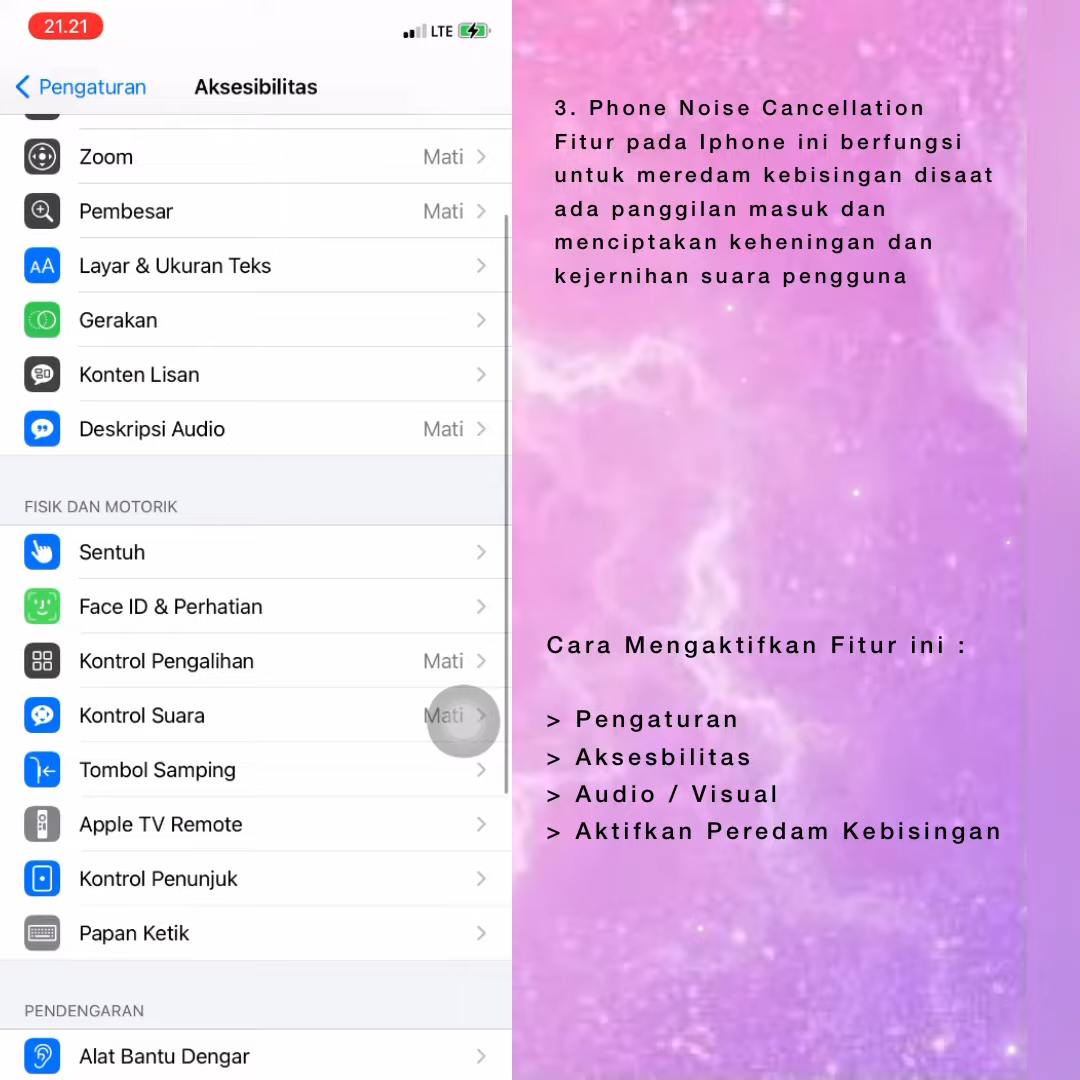 21.21
LTE
Pengaturan
Aksesibilitas
Zoom
Mati
Pembesar
Mati
AA
Layar & Ukuran Teks
Gerakan
Konten Lisan
Deskripsi Audio
Mati
FISIK DAN MOTORIK
Sentuh
Face ID & Perhatian
Kontrol Pengalihan
Mati
Kontrol Suara
Mati
Tombol Samping
Apple TV Remote
Kontrol Penunjuk
Papan Ketik
PENDENGARAN
Alat Bantu Dengar
3. Phone Noise Cancellation
Fitur pada Iphone ini berfungsi
untuk meredam kebisingan disaat
ada panggilan masuk dan
menciptakan keheningan dan
kejernihan suara pengguna
Cara Mengaktifkan Fitur ini :
> Pengaturan
> Aksesbilitas
> Audio / Visual
> Aktifkan Peredam Kebisingan